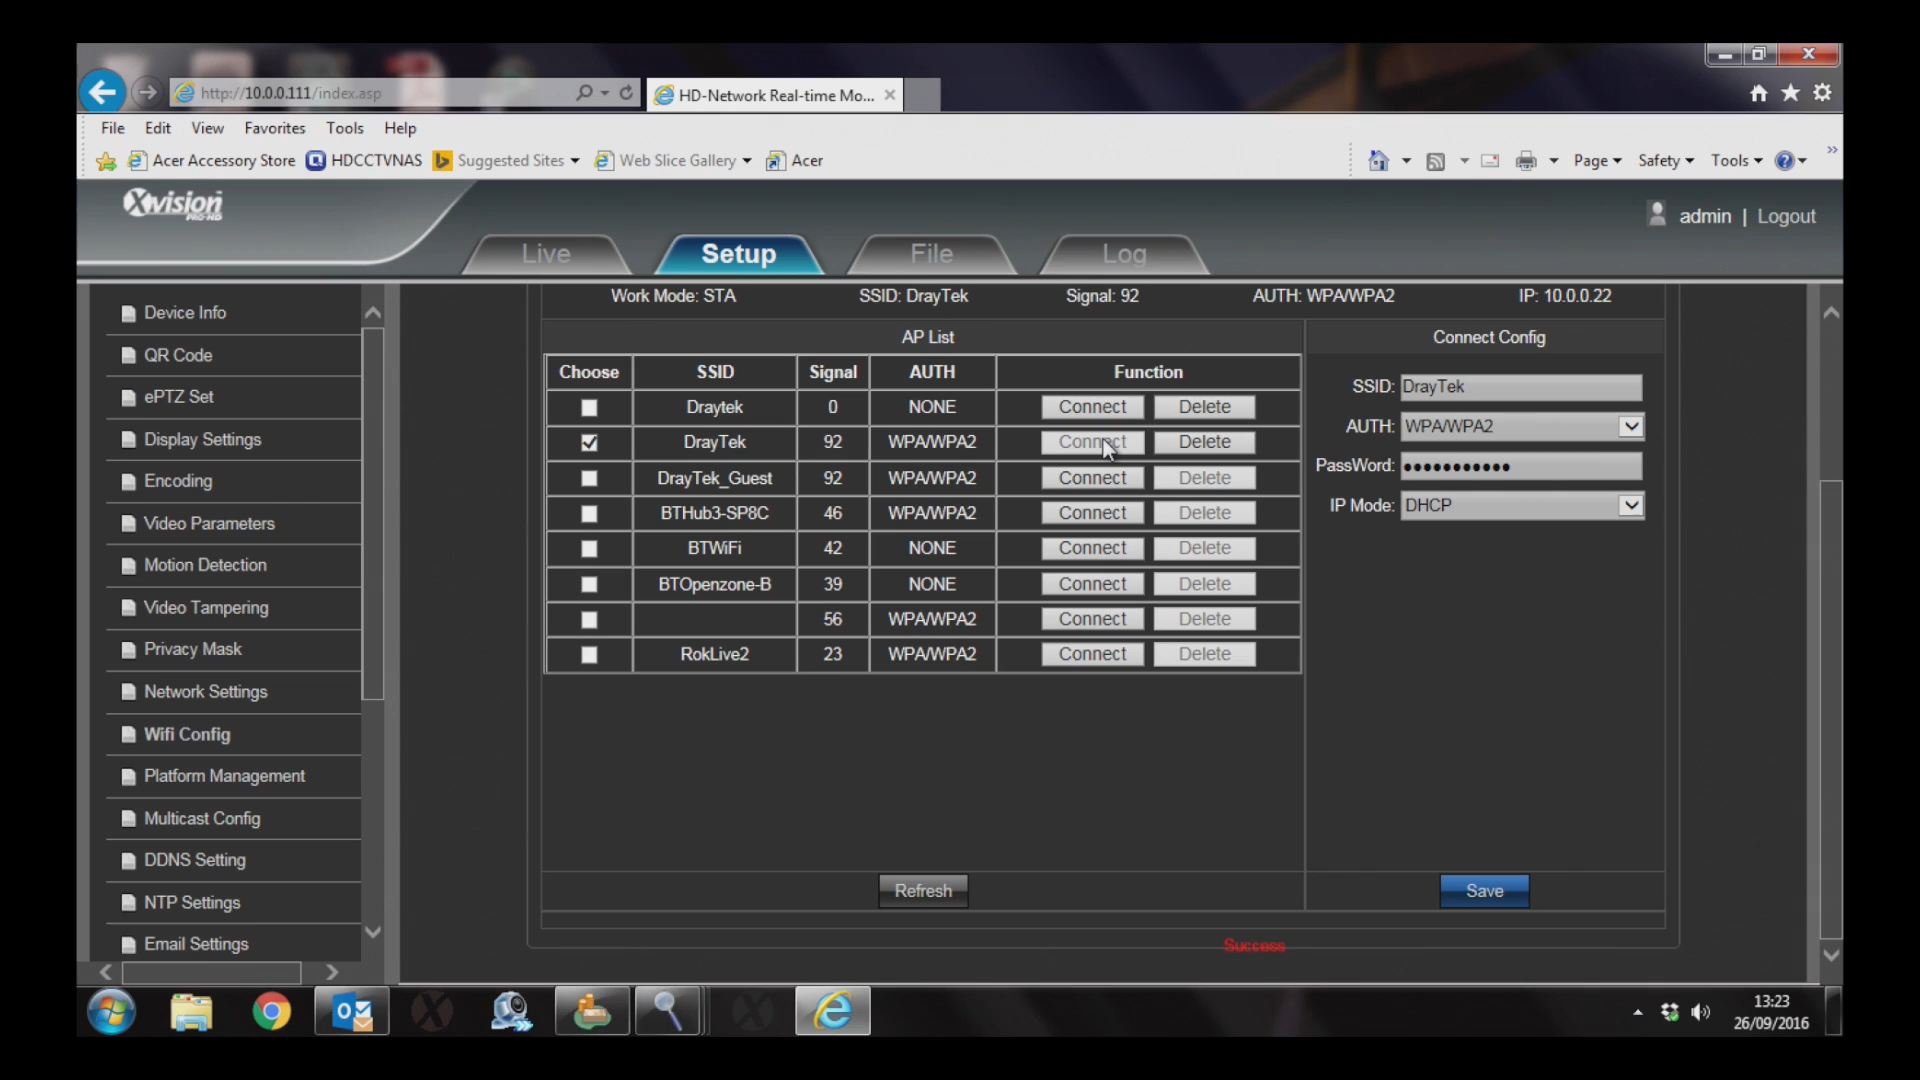 http://10.0.0.111/index.asp
HD-Network Real-time Mo...
File Edit View Favorites Tools Help
Acer Accessory Store HDCCTVNAS Suggested Sites Web Slice Gallery Acer Page Safety Tools
Xvision
PRO-HD
admin | Logout
Live Setup File Log
Device Info
QR Code
ePTZ Set
Display Settings
Encoding
Video Parameters
Motion Detection
Video Tampering
Privacy Mask
Network Settings
Wifi Config
Platform Management
Multicast Config
DDNS Setting
NTP Settings
Email Settings
Work Mode: STA SSID: DrayTek Signal: 92 AUTH: WPA/WPA2 IP: 10.0.0.22
AP List
Choose SSID Signal AUTH Function
Draytek 0 NONE Connect Delete
DrayTek 92 WPA/WPA2 Connect Delete
DrayTek_Guest 92 WPA/WPA2 Connect Delete
BTHub3-SP8C 46 WPA/WPA2 Connect Delete
BTWiFi 42 NONE Connect Delete
BTOpenzone-B 39 NONE Connect Delete
56 WPA/WPA2 Connect Delete
RokLive2 23 WPA/WPA2 Connect Delete
Refresh
Connect Config
SSID: DrayTek
AUTH: WPA/WPA2
PassWord: ●●●●●●●●●●●
IP Mode: DHCP
Save
Success
13:23
26/09/2016